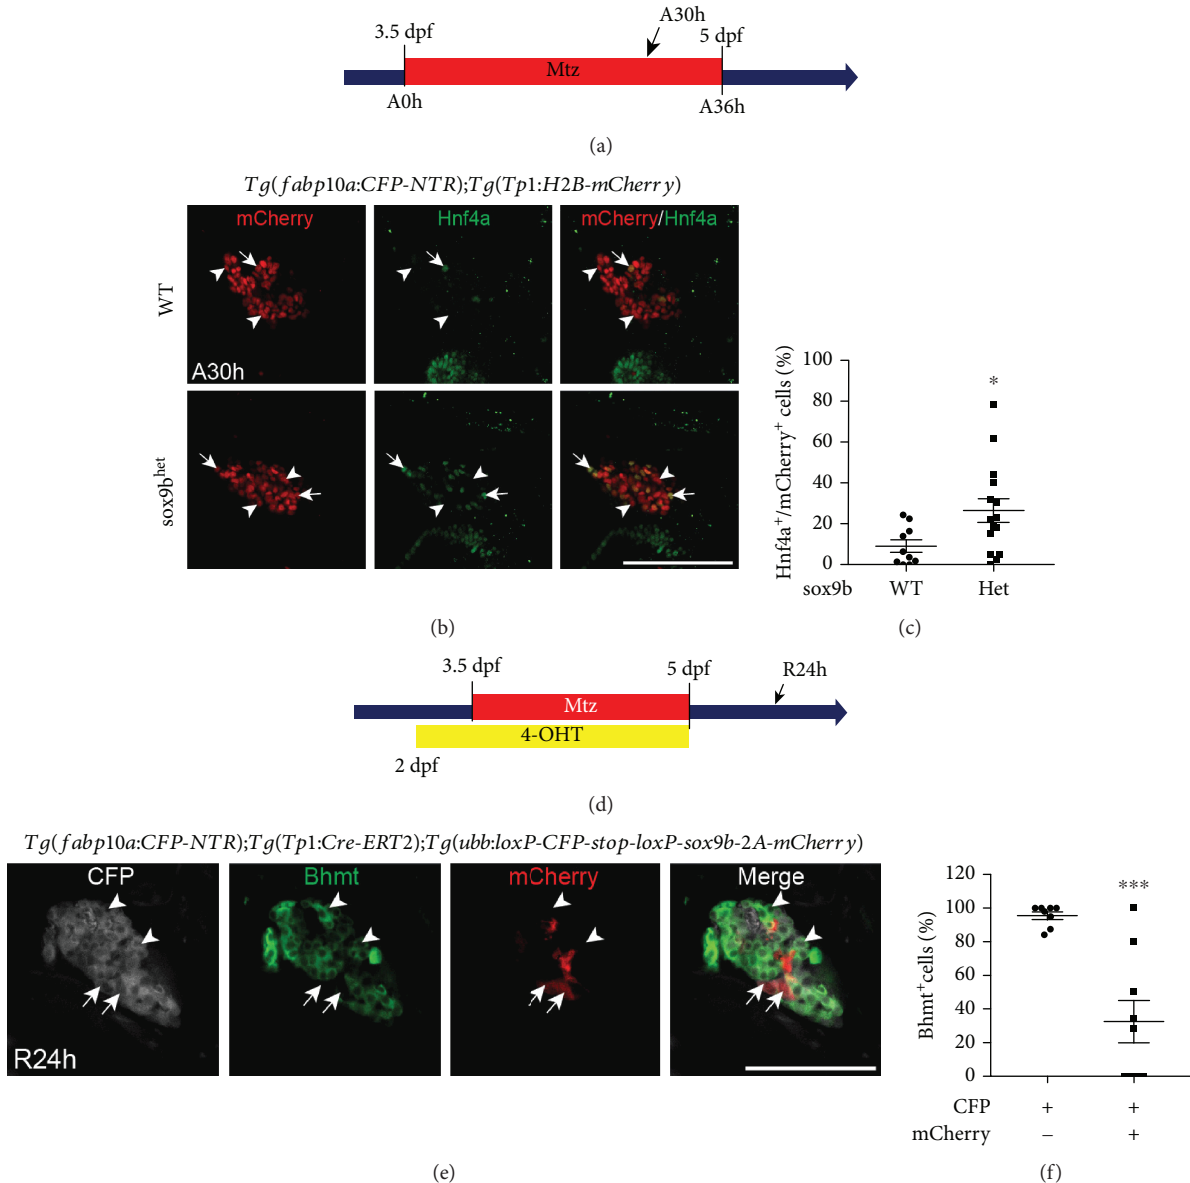 A30h
3.5 dpf
5 dpf
Mtz
A0h
A36h
(a)
Tg(fabp10a:CFP-NTR);Tg(Tp1:H2B-mCherry)
mCherry
Hnf4a
mCherry/Hnf4a
WT
A30h
sox9bhet
(b)
Hnf4a+/mCherry+ cells (%)
100
80
60
40
20
0
*
sox9b
WT
Het
(c)
3.5 dpf
5 dpf
R24h
Mtz
4-OHT
2 dpf
(d)
Tg(fabp10a:CFP-NTR);Tg(Tp1:Cre-ERT2);Tg(ubb:loxP-CFP-stop-loxP-sox9b-2A-mCherry)
CFP
Bhmt
mCherry
Merge
R24h
(e)
Bhmt+cells (%)
120
100
80
60
40
20
0
***
CFP + +
mCherry – +
(f)